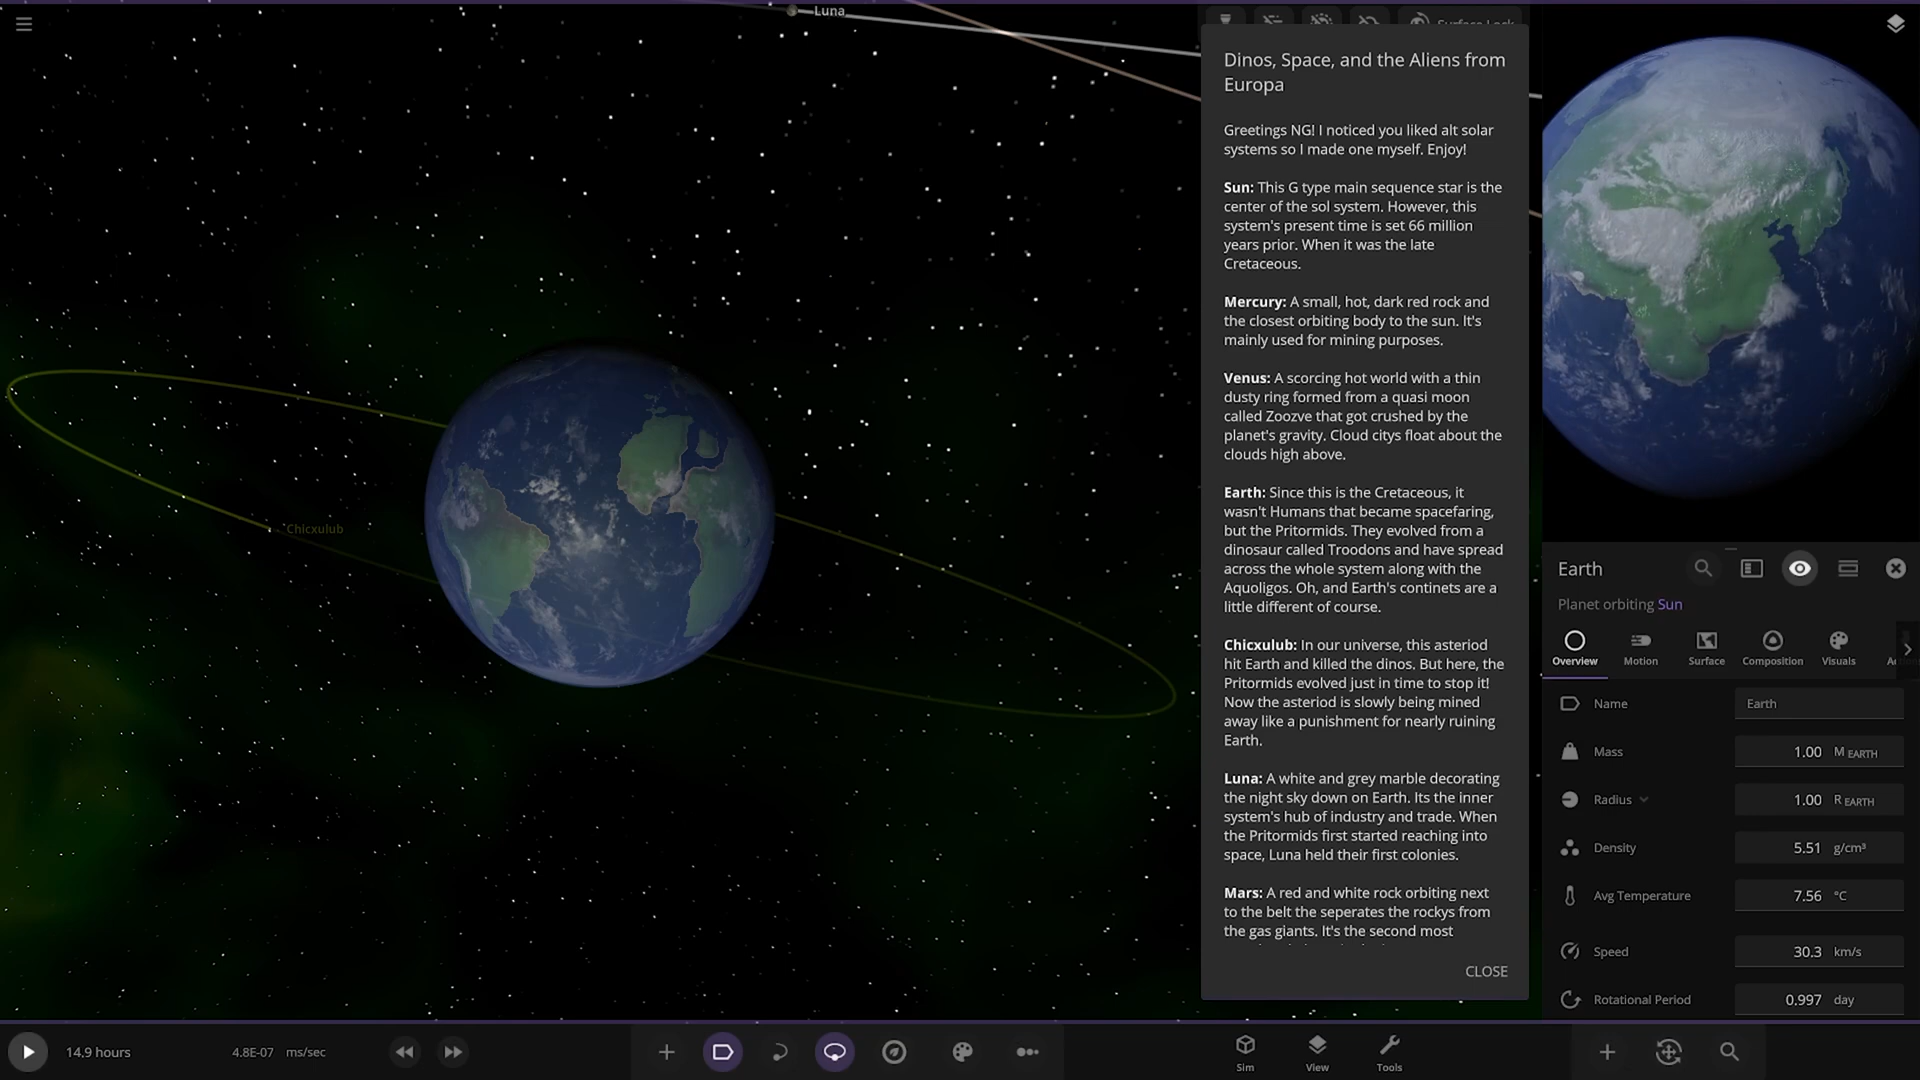 Luna
Surface Lock
Dinos, Space, and the Aliens from
Europa
Greetings NG! I noticed you liked alt solar
systems so I made one myself. Enjoy!
Sun: This G type main sequence star is the
center of the sol system. However, this
system's present time is set 66 million
years prior. When it was the late
Cretaceous.
Mercury: A small, hot, dark red rock and
the closest orbiting body to the sun. It's
mainly used for mining purposes.
Venus: A scorcing hot world with a thin
dusty ring formed from a quasi moon
called Zoozve that got crushed by the
planet's gravity. Cloud citys float about the
clouds high above.
Earth: Since this is the Cretaceous, it
wasn't Humans that became spacefaring,
but the Pritormids. They evolved from a
dinosaur called Troodons and have spread
across the whole system along with the
Aquoligos. Oh, and Earth's continets are a
little different of course.
Chicxulub: In our universe, this asteriod
hit Earth and killed the dinos. But here, the
Pritormids evolved just in time to stop it!
Now the asteriod is slowly being mined
away like a punishment for nearly ruining
Earth.
Luna: A white and grey marble decorating
the night sky down on Earth. Its the inner
system's hub of industry and trade. When
the Pritormids first started reaching into
space, Luna held their first colonies.
Mars: A red and white rock orbiting next
to the belt the seperates the rockys from
the gas giants. It's the second most
CLOSE
Chicxulub
Earth
Planet orbiting Sun
Overview Motion Surface Composition Visuals
Name Earth
Mass 1.00 M EARTH
Radius 1.00 R EARTH
Density 5.51 g/cm³
Avg Temperature 7.56 °C
Speed 30.3 km/s
Rotational Period 0.997 day
14.9 hours 4.8E-07 ms/sec
Sim View Tools